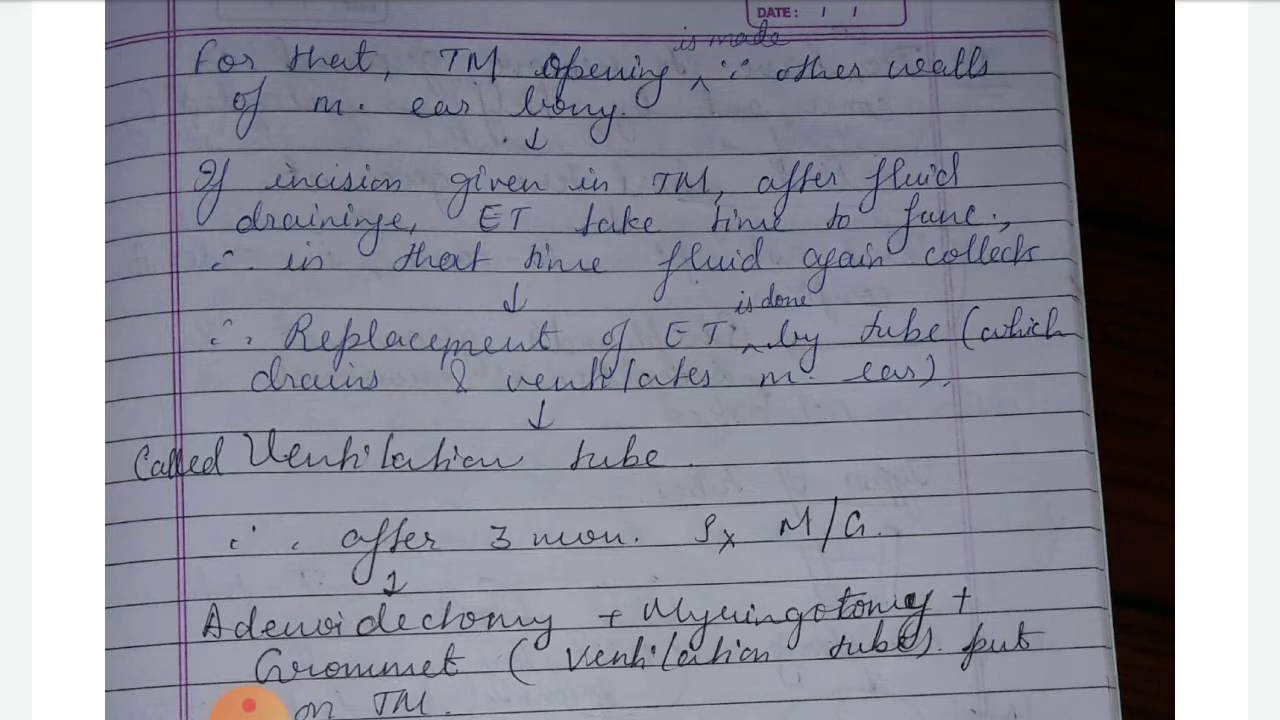 DATE: / /
is made
For that, TM opening ^ ∵ other walls
of m. ear bony.
↓
If incision given in TM, after fluid
draininge, ET take time to func.,
∴ in that time fluid again collects
↓
is done
∴ Replacement of ET ^ by tube (which
drains & ventilates m. ear).
↓
Called Ventilation tube.
∴ after 3 mon. Sx M/G.
↓
Adenoidectomy + Myringotomy +
Grommet (Ventilation tube) put
on TM.